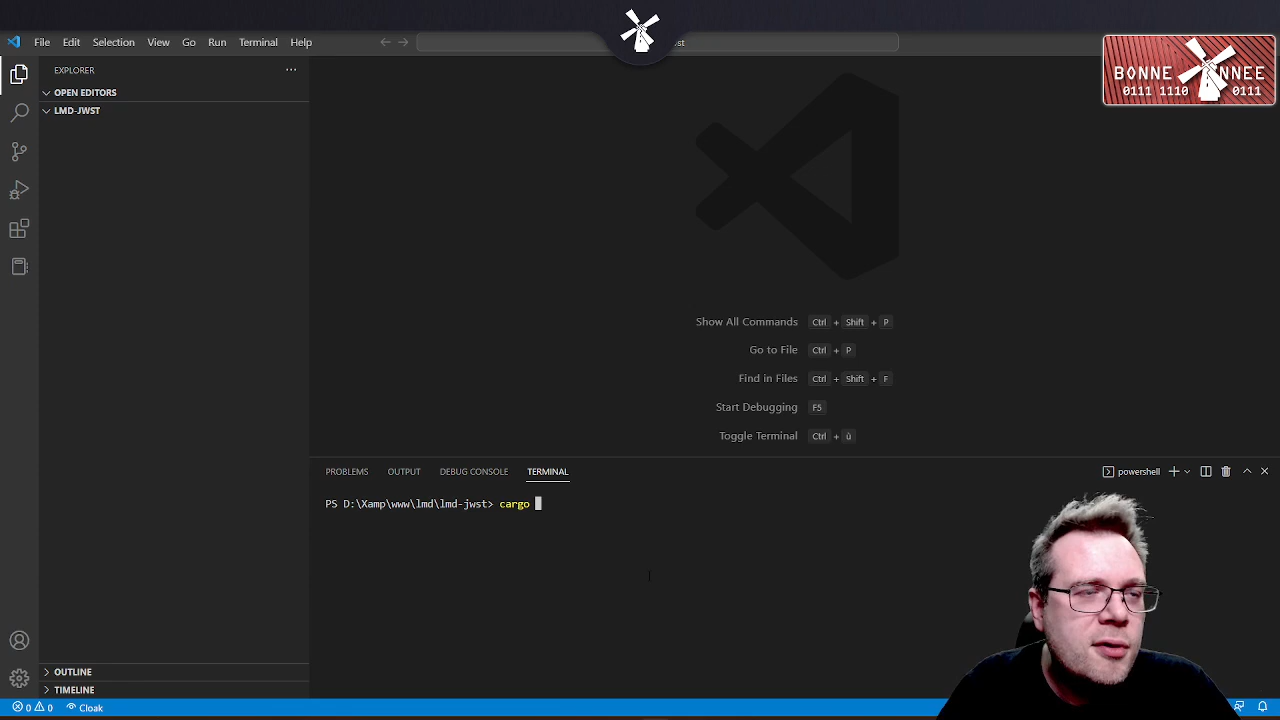 File Edit Selection View Go Run Terminal Help
EXPLORER
OPEN EDITORS
LMD-JWST
BONNE NNEE
0111 1110 0111
Show All Commands Ctrl + Shift + P
Go to File Ctrl + P
Find in Files Ctrl + Shift + F
Start Debugging F5
Toggle Terminal Ctrl + ù
PROBLEMS OUTPUT DEBUG CONSOLE TERMINAL
powershell
PS D:\Xamp\www\lmd\lmd-jwst> cargo
OUTLINE
TIMELINE
0 0 Cloak